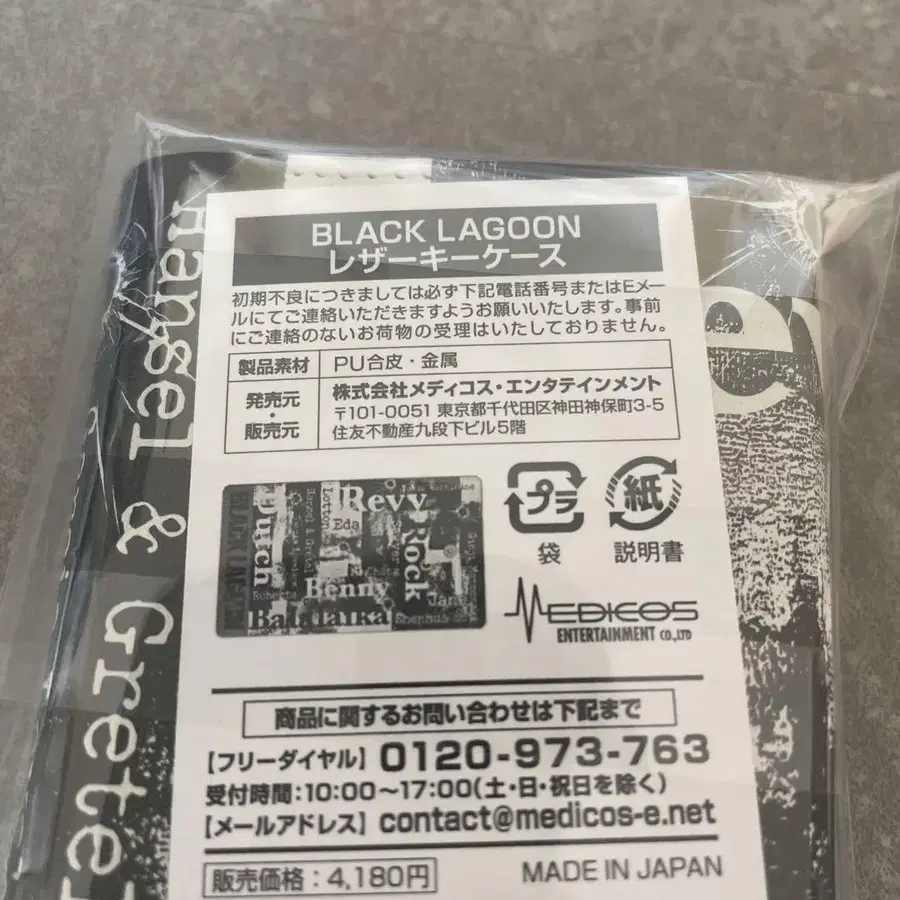 Hansel & Grete
BLACK LAGOON
レザーキーケース
初期不良につきましては必ず下記電話番号またはEメー
ルにてご連絡いただきますようお願いいたします。事前
にご連絡のないお荷物の受理はいたしておりません。
製品素材 PU合皮・金属
発売元・販売元 株式会社メディコス・エンタテインメント
〒101-0051 東京都千代田区神田神保町3-5
住友不動産九段下ビル5階
Dutch
Lotton
Revy
Eda
Rock
Roberta
Benny
Jane
Balalaika
Shenhua
プラ
袋
紙
説明書
MEDICOS
ENTERTAINMENT CO.,LTD
商品に関するお問い合わせは下記まで
【フリーダイヤル】0120-973-763
受付時間:10:00〜17:00(土・日・祝日を除く)
【メールアドレス】contact@medicos-e.net
販売価格:4,180円
MADE IN JAPAN